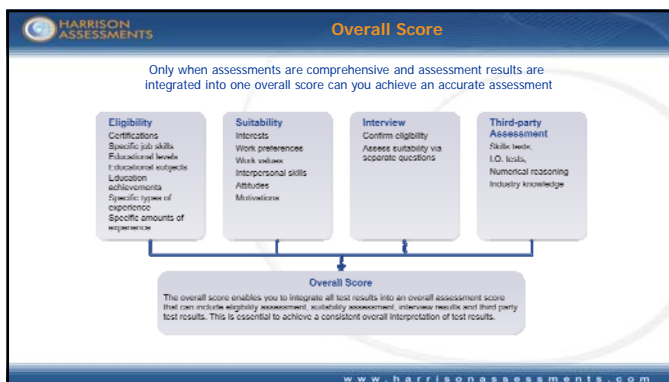 HARRISON
ASSESSMENTS
Overall Score
Only when assessments are comprehensive and assessment results are
integrated into one overall score can you achieve an accurate assessment
Eligibility
Certifications
Specific job skills
Educational levels
Educational subjects
Education
achievements
Specific types of
experience
Specific amounts of
experience
Suitability
Interests
Work preferences
Work values
Interpersonal skills
Attitudes
Motivations
Interview
Confirm eligibility
Assess suitability via
separate questions
Third-party
Assessment
Skills tests,
I.Q. tests,
Numerical reasoning
Industry knowledge
Overall Score
The overall score enables you to integrate all test results into an overall assessment score
that can include eligibility assessment, suitability assessment, interview results and third party
test results. This is essential to achieve a consistent overall interpretation of test results.
www.harrisonassessments.com